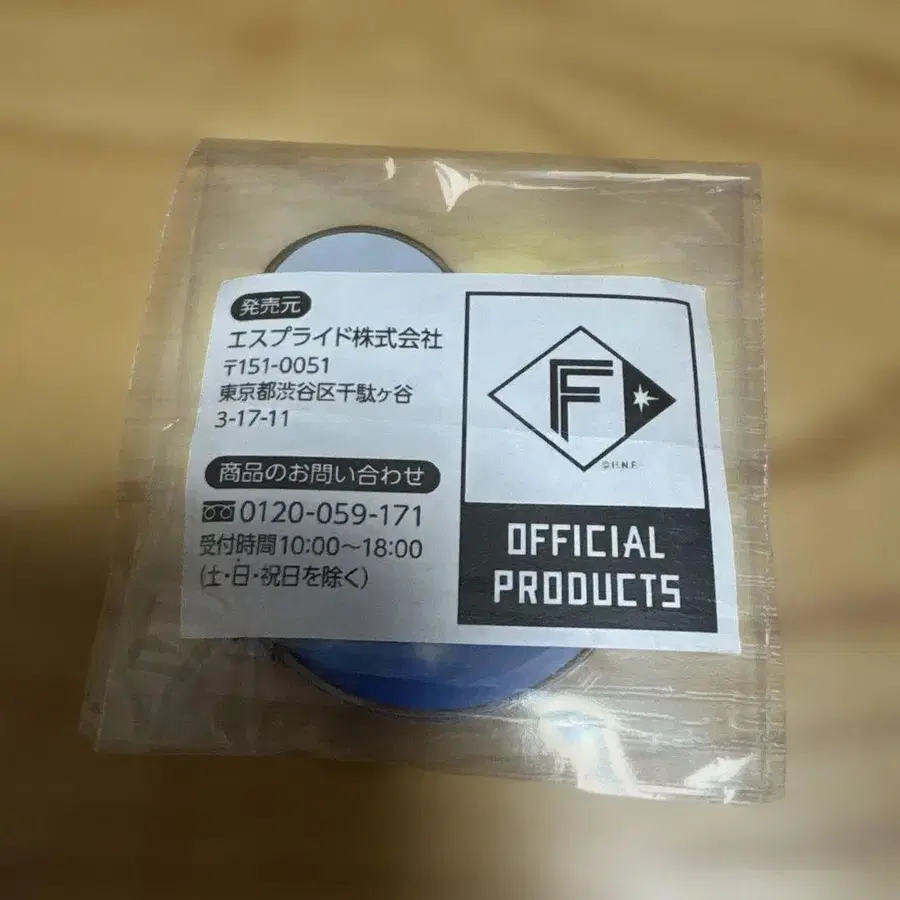 発売元
エスプライド株式会社
〒151-0051
東京都渋谷区千駄ヶ谷
3-17-11
商品のお問い合わせ
0120-059-171
受付時間10:00〜18:00
(土・日・祝日を除く)
F
©H.N.F.
OFFICIAL
PRODUCTS